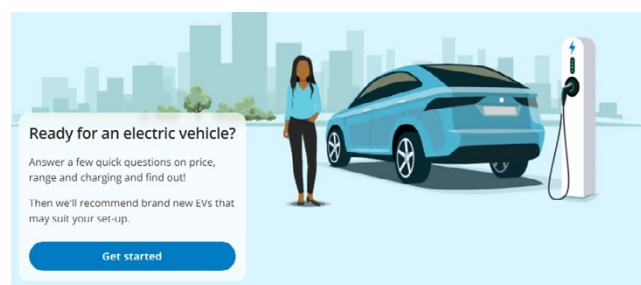 Ready for an electric vehicle?
Answer a few quick questions on price,
range and charging and find out!
Then we'll recommend brand new EVs that
may suit your set-up.
Get started